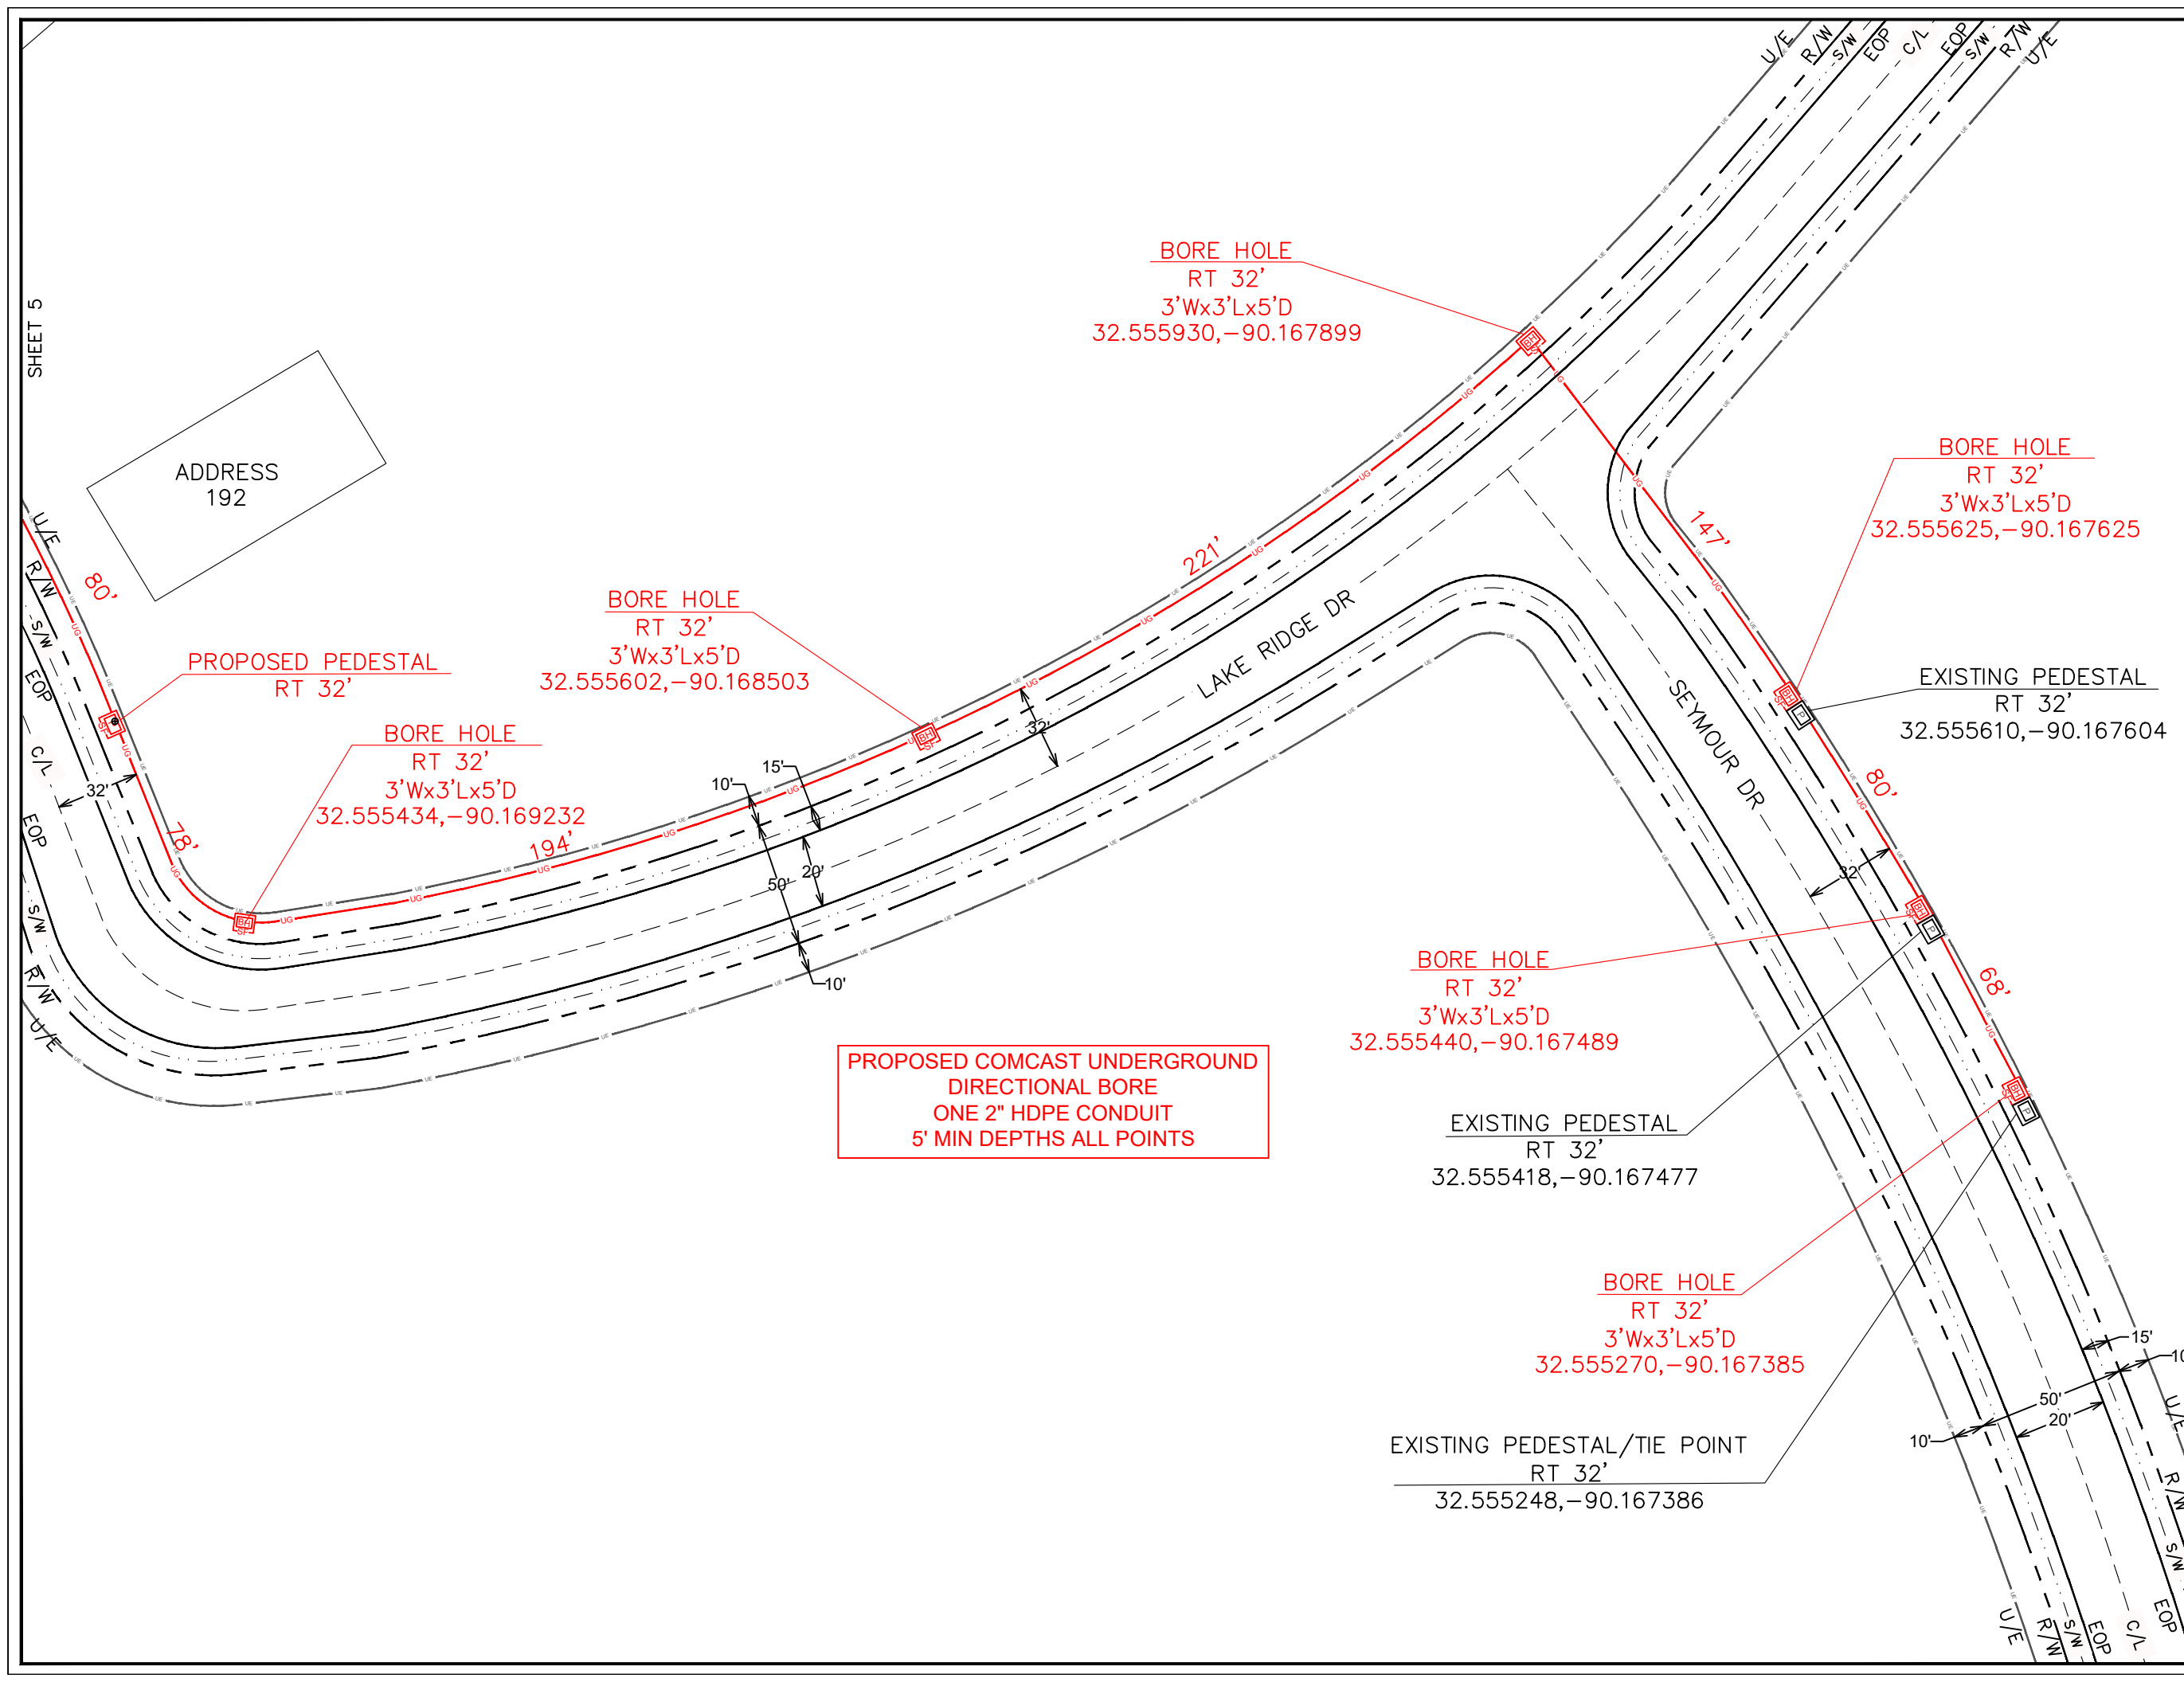 U/E
R/W
S/W
EOP
C/L
EOP
S/W
R/W
U/E
SHEET 5
BORE HOLE
RT 32'
3'Wx3'Lx5'D
32.555930,-90.167899
ADDRESS
192
BORE HOLE
RT 32'
3'Wx3'Lx5'D
32.555625,-90.167625
U/E
R/W
S/W
EOP
C/L
EOP
S/W
R/W
U/E
80'
147'
221'
BORE HOLE
RT 32'
3'Wx3'Lx5'D
32.555602,-90.168503
LAKE RIDGE DR
PROPOSED PEDESTAL
RT 32'
EXISTING PEDESTAL
RT 32'
32.555610,-90.167604
SEYMOUR DR
BORE HOLE
RT 32'
3'Wx3'Lx5'D
32.555434,-90.169232
32'
32'
10'
15'
80'
78'
194'
50'
20'
32'
10'
BORE HOLE
RT 32'
3'Wx3'Lx5'D
32.555440,-90.167489
68'
PROPOSED COMCAST UNDERGROUND
DIRECTIONAL BORE
ONE 2" HDPE CONDUIT
5' MIN DEPTHS ALL POINTS
EXISTING PEDESTAL
RT 32'
32.555418,-90.167477
BORE HOLE
RT 32'
3'Wx3'Lx5'D
32.555270,-90.167385
15'
10
50'
20'
10'
EXISTING PEDESTAL/TIE POINT
RT 32'
32.555248,-90.167386
U/E
R/W
S/W
EOP
C/L
EOP
S/W
R/W
U/E